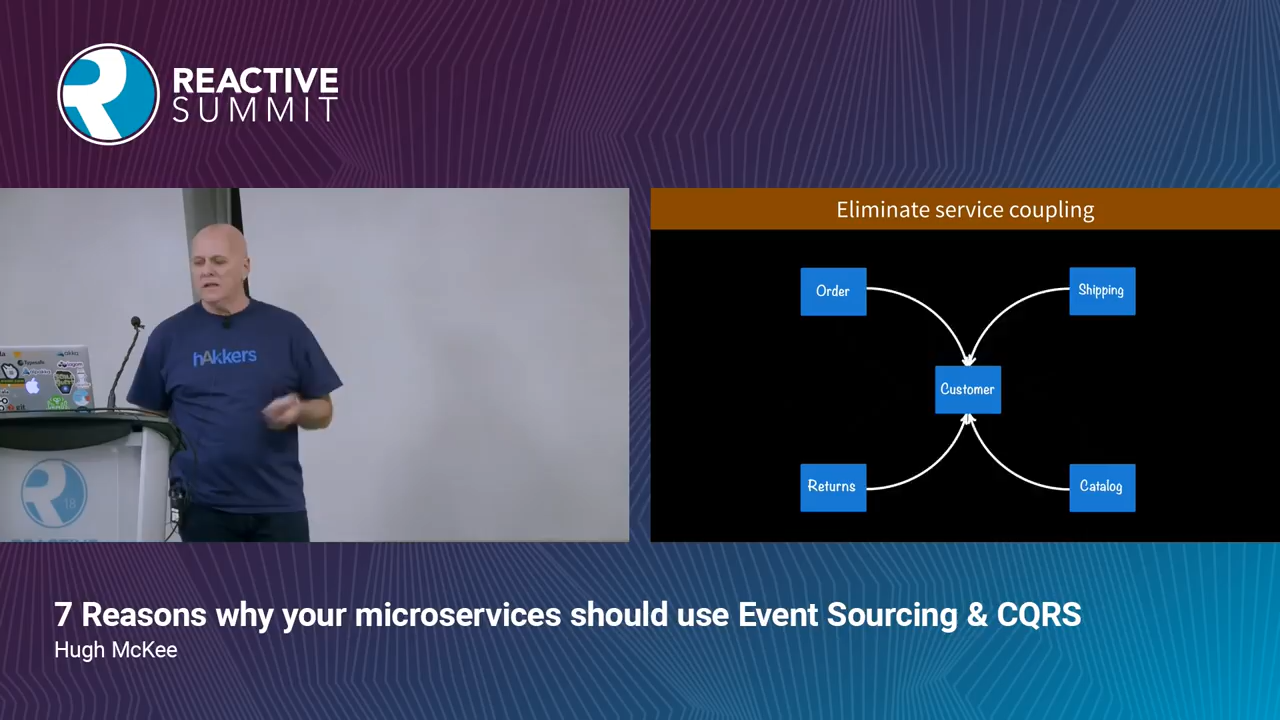 REACTIVE
SUMMIT
Eliminate service coupling
Order
Shipping
hAkkers
Customer
Returns
Catalog
18
7 Reasons why your microservices should use Event Sourcing & CQRS
Hugh McKee